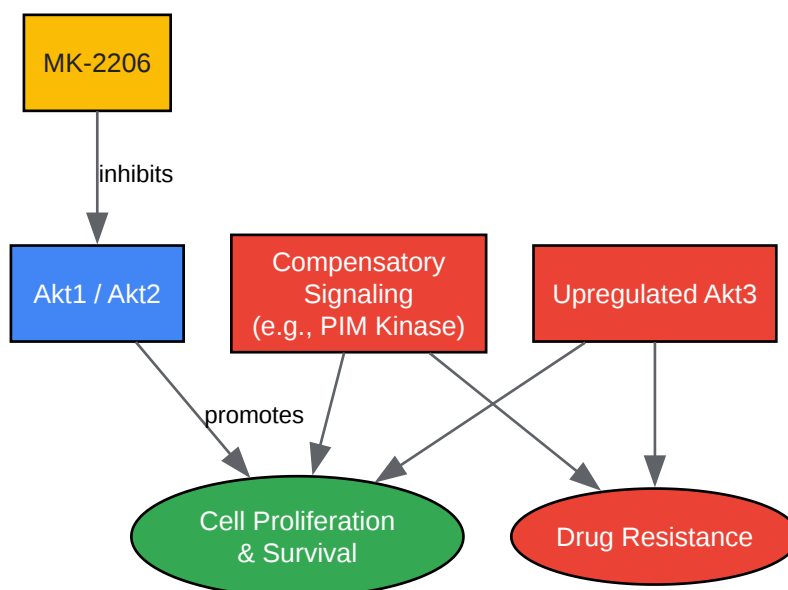 MK-2206
inhibits
Akt1 / Akt2
Compensatory
Signaling
(e.g., PIM Kinase)
Upregulated Akt3
promotes
Cell Proliferation
& Survival
Drug Resistance